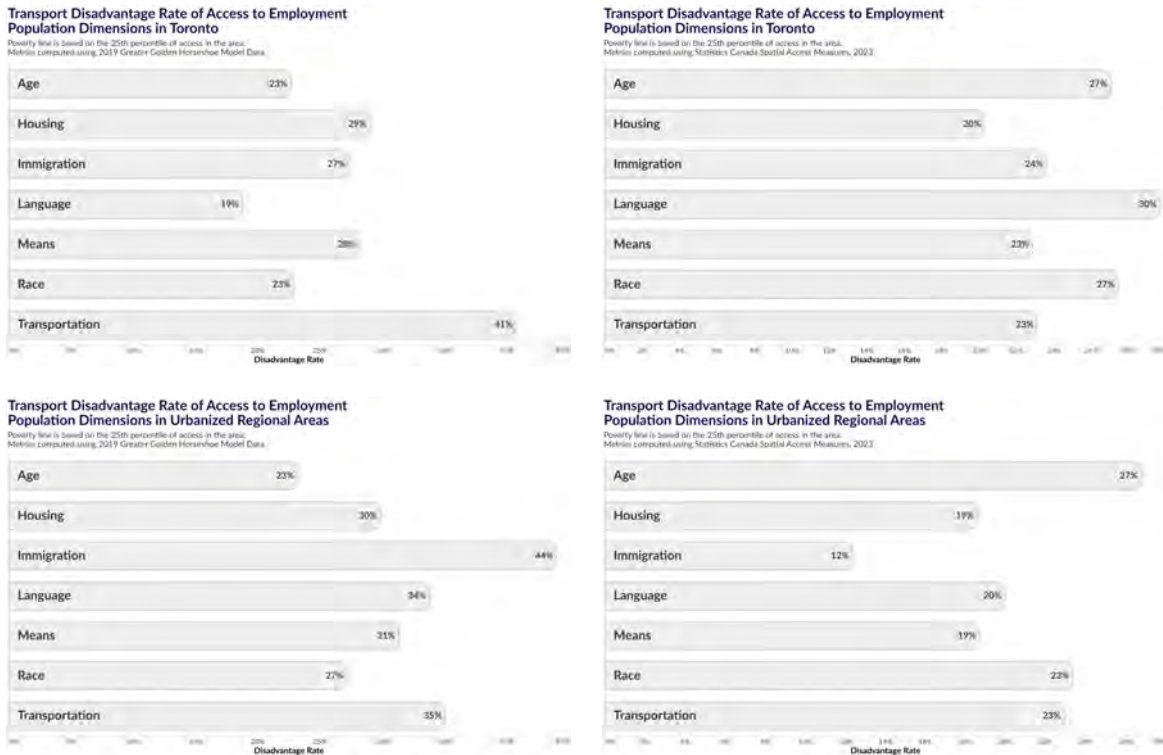 Transport Disadvantage Rate of Access to Employment
Population Dimensions in Toronto
Poverty line is based on the 25th percentile of access in the area.
Metrics computed using 2019 Greater Golden Horseshoe Model Data
Age 23%
Housing 29%
Immigration 27%
Language 19%
Means 28%
Race 23%
Transportation 41%
20% 25%
Disadvantage Rate
Transport Disadvantage Rate of Access to Employment
Population Dimensions in Toronto
Poverty line is based on the 25th percentile of access in the area.
Metrics computed using Statistics Canada Spatial Access Measures, 2023
Age 27%
Housing 20%
Immigration 24%
Language 30%
Means 23%
Race 27%
Transportation 23%
Disadvantage Rate
Transport Disadvantage Rate of Access to Employment
Population Dimensions in Urbanized Regional Areas
Poverty line is based on the 25th percentile of access in the area.
Metrics computed using 2019 Greater Golden Horseshoe Model Data
Age 23%
Housing 30%
Immigration 44%
Language 34%
Means 31%
Race 27%
Transportation 35%
Disadvantage Rate
Transport Disadvantage Rate of Access to Employment
Population Dimensions in Urbanized Regional Areas
Poverty line is based on the 25th percentile of access in the area.
Metrics computed using Statistics Canada Spatial Access Measures, 2023
Age 27%
Housing 19%
Immigration 12%
Language 20%
Means 19%
Race 23%
Transportation 23%
Disadvantage Rate